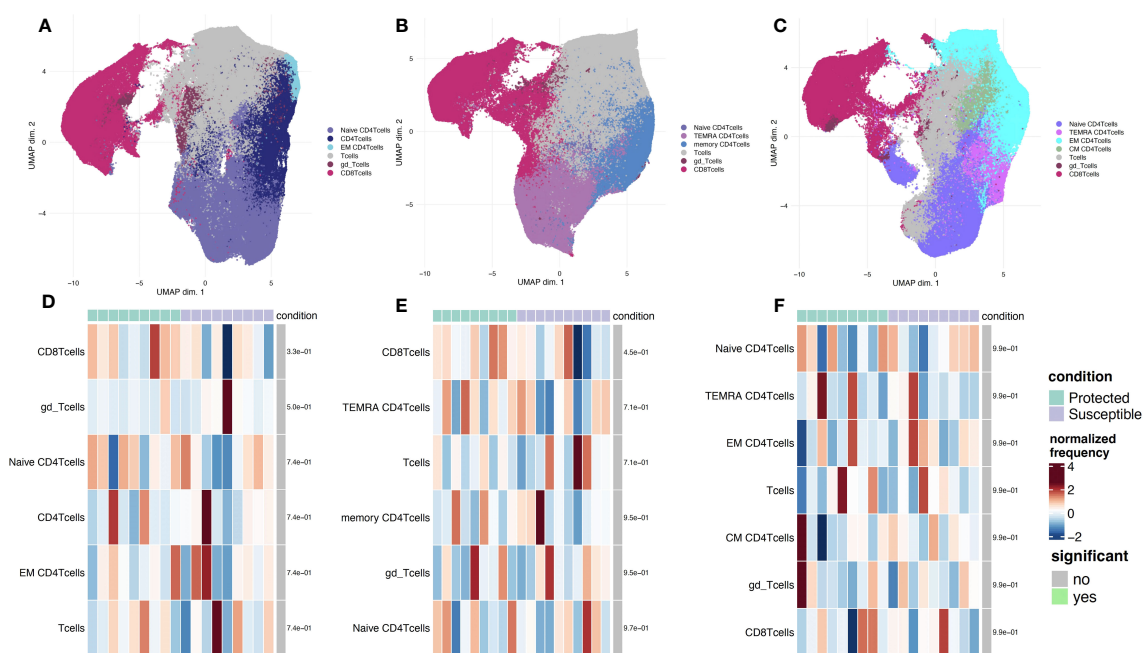 A
UMAP dim. 2
4
0
−4
−10
−5
0
5
UMAP dim. 1
Naive CD4Tcells
CD4Tcells
EM CD4Tcells
Tcells
gd_Tcells
CD8Tcells
B
UMAP dim. 2
5
0
−5
−10
−5
0
5
UMAP dim. 1
Naive CD4Tcells
TEMRA CD4Tcells
memory CD4Tcells
Tcells
gd_Tcells
CD8Tcells
C
UMAP dim. 2
4
0
−4
−10
−5
0
5
UMAP dim. 1
Naive CD4Tcells
TEMRA CD4Tcells
EM CD4Tcells
CM CD4Tcells
Tcells
gd_Tcells
CD8Tcells
D
condition
CD8Tcells
3.3e−01
gd_Tcells
5.0e−01
Naive CD4Tcells
7.4e−01
CD4Tcells
7.4e−01
EM CD4Tcells
7.4e−01
Tcells
7.4e−01
E
condition
CD8Tcells
4.5e−01
TEMRA CD4Tcells
7.1e−01
Tcells
7.1e−01
memory CD4Tcells
9.5e−01
gd_Tcells
9.5e−01
Naive CD4Tcells
9.7e−01
F
condition
Naive CD4Tcells
9.9e−01
TEMRA CD4Tcells
9.9e−01
EM CD4Tcells
9.9e−01
Tcells
9.9e−01
CM CD4Tcells
9.9e−01
gd_Tcells
9.9e−01
CD8Tcells
9.9e−01
condition
Protected
Susceptible
normalized
frequency
4
2
0
−2
significant
no
yes